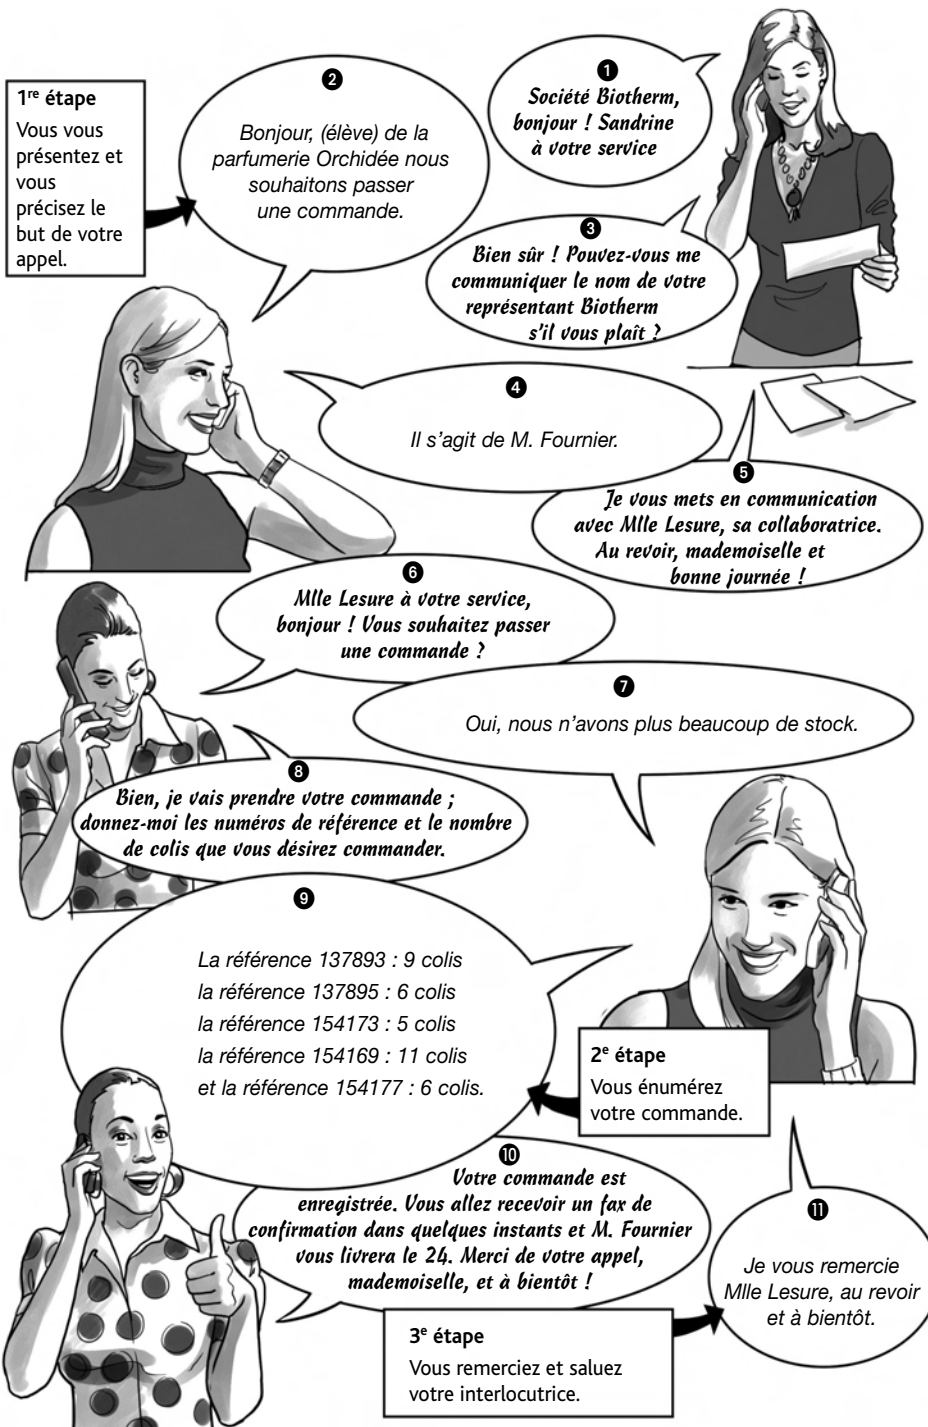 1
Société Biotherm,
bonjour ! Sandrine
à votre service
1re étape
Vous vous
présentez et
vous
précisez le
but de votre
appel.
2
Bonjour, (élève) de la
parfumerie Orchidée nous
souhaitons passer
une commande.
3
Bien sûr ! Pouvez-vous me
communiquer le nom de votre
représentant Biotherm
s'il vous plaît ?
4
Il s'agit de M. Fournier.
5
Je vous mets en communication
avec Mlle Lesure, sa collaboratrice.
Au revoir, mademoiselle et
bonne journée !
6
Mlle Lesure à votre service,
bonjour ! Vous souhaitez passer
une commande ?
7
Oui, nous n'avons plus beaucoup de stock.
8
Bien, je vais prendre votre commande ;
donnez-moi les numéros de référence et le nombre
de colis que vous désirez commander.
9
La référence 137893 : 9 colis
la référence 137895 : 6 colis
la référence 154173 : 5 colis
la référence 154169 : 11 colis
et la référence 154177 : 6 colis.
2e étape
Vous énumérez
votre commande.
10
Votre commande est
enregistrée. Vous allez recevoir un fax de
confirmation dans quelques instants et M. Fournier
vous livrera le 24. Merci de votre appel,
mademoiselle, et à bientôt !
11
Je vous remercie
Mlle Lesure, au revoir
et à bientôt.
3e étape
Vous remerciez et saluez
votre interlocutrice.